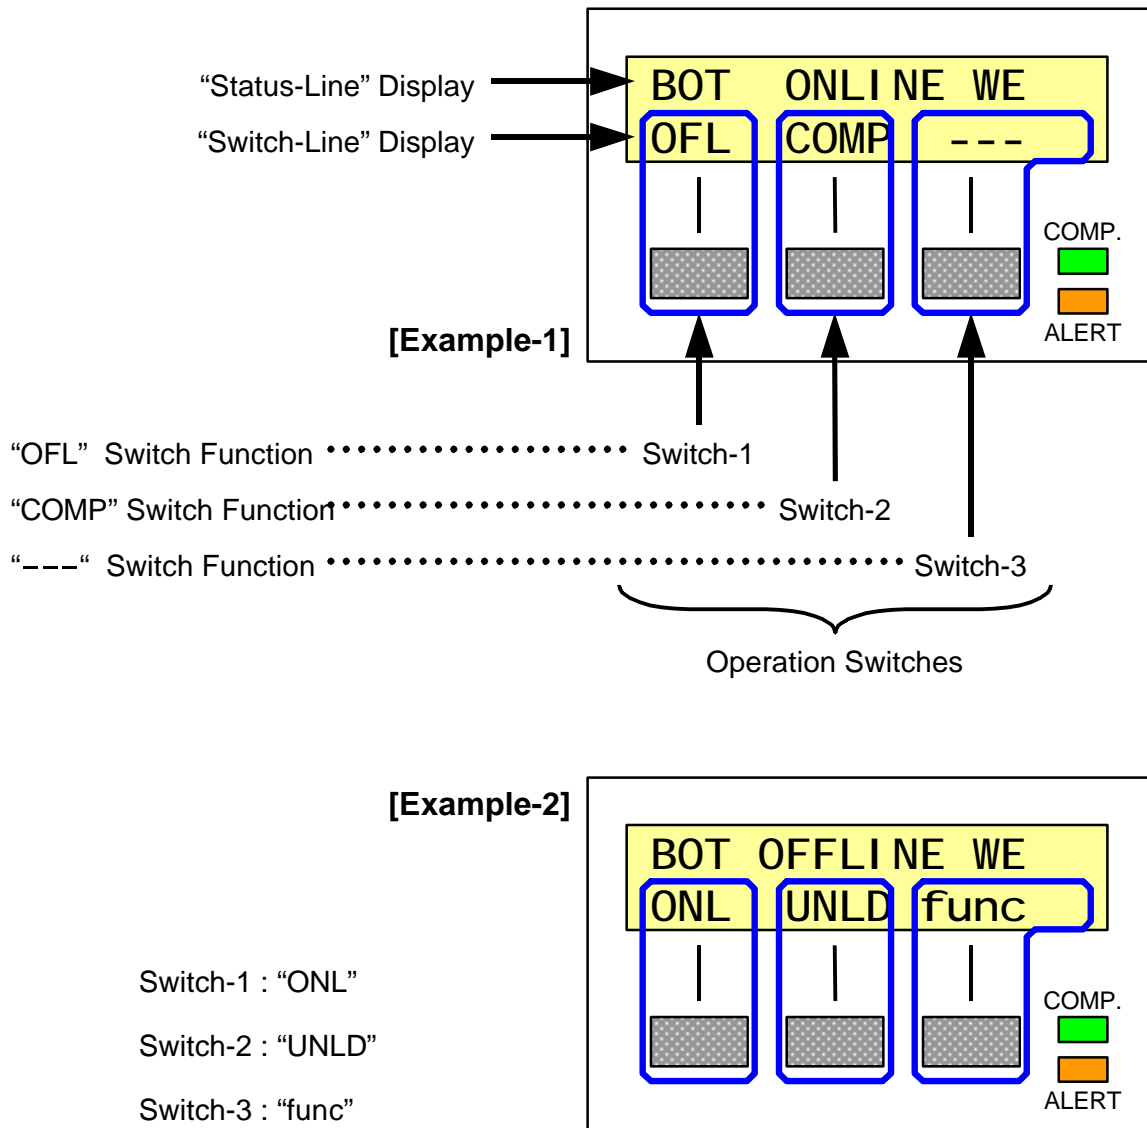 “Status-Line” Display
BOT ONLINE WE
“Switch-Line” Display
OFL COMP ---
COMP.
ALERT
[Example-1]
“OFL” Switch Function Switch-1
“COMP” Switch Function Switch-2
“---“ Switch Function Switch-3
Operation Switches
[Example-2]
BOT OFFLINE WE
ONL UNLD func
Switch-1 : “ONL”
COMP.
Switch-2 : “UNLD”
ALERT
Switch-3 : “func”